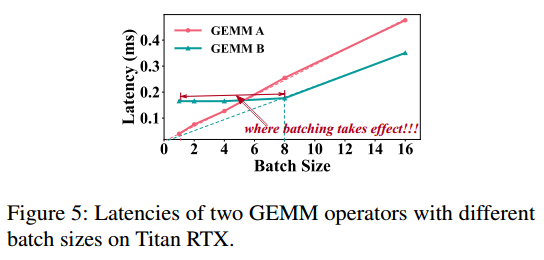 GEMM A
GEMM B
Latency (ms)
0.4
0.3
0.2
0.1
where batching takes effect!!!
0 2 4 6 8 10 12 14 16
Batch Size
Figure 5: Latencies of two GEMM operators with different
batch sizes on Titan RTX.